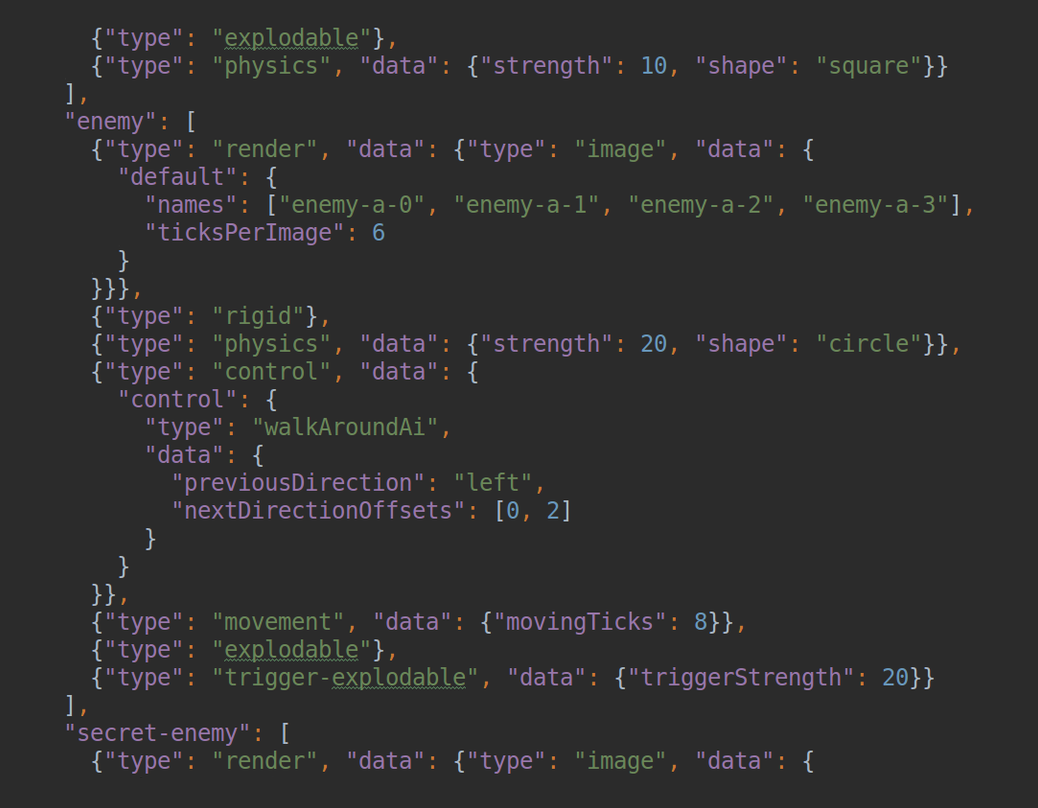 {"type": "explodable"},
{"type": "physics", "data": {"strength": 10, "shape": "square"}}
],
"enemy": [
{"type": "render", "data": {"type": "image", "data": {
"default": {
"names": ["enemy-a-0", "enemy-a-1", "enemy-a-2", "enemy-a-3"],
"ticksPerImage": 6
}
}}},
{"type": "rigid"},
{"type": "physics", "data": {"strength": 20, "shape": "circle"}},
{"type": "control", "data": {
"control": {
"type": "walkAroundAi",
"data": {
"previousDirection": "left",
"nextDirectionOffsets": [0, 2]
}
}
}},
{"type": "movement", "data": {"movingTicks": 8}},
{"type": "explodable"},
{"type": "trigger-explodable", "data": {"triggerStrength": 20}}
],
"secret-enemy": [
{"type": "render", "data": {"type": "image", "data": {